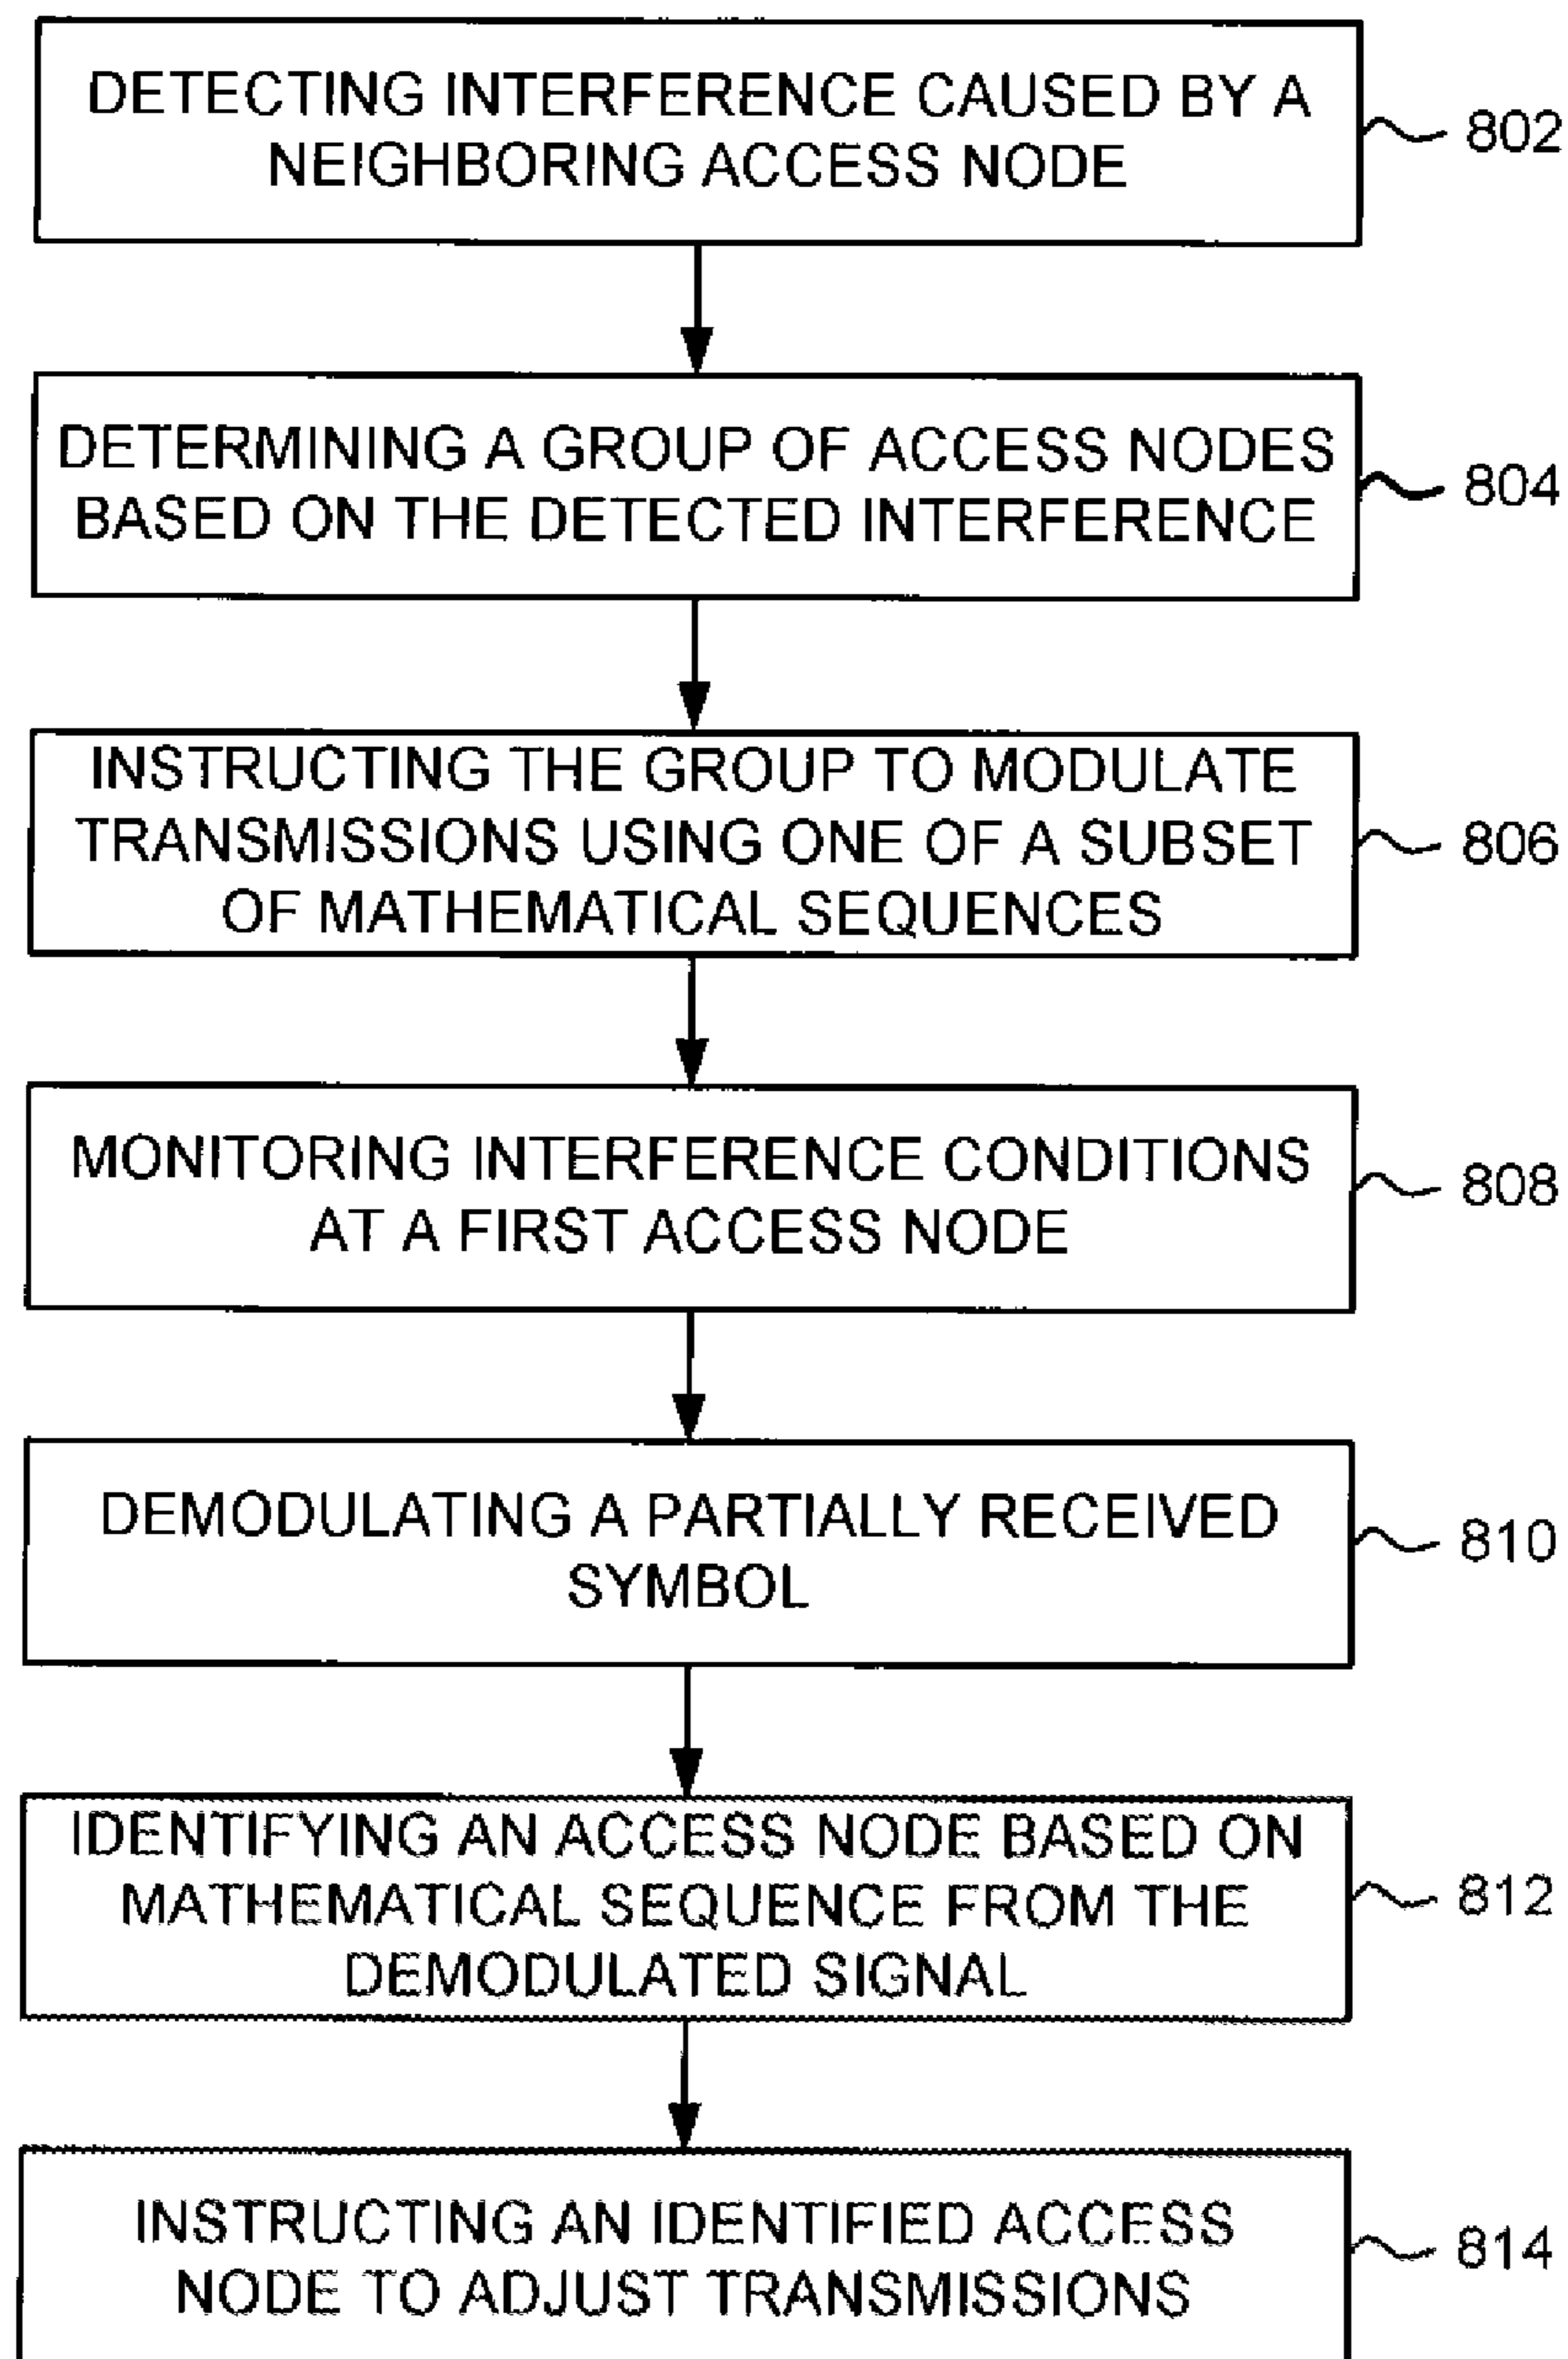 DETECTING INTERFERENCE CAUSED BY A
NEIGHBORING ACCESS NODE
802
DETERMINING A GROUP OF ACCESS NODES
BASED ON THE DETECTED INTERFERENCE
804
INSTRUCTING THE GROUP TO MODULATE
TRANSMISSIONS USING ONE OF A SUBSET
OF MATHEMATICAL SEQUENCES
806
MONITORING INTERFERENCE CONDITIONS
AT A FIRST ACCESS NODE
808
DEMODULATING A PARTIALLY RECEIVED
SYMBOL
810
IDENTIFYING AN ACCESS NODE BASED ON
MATHEMATICAL SEQUENCE FROM THE
DEMODULATED SIGNAL
812
INSTRUCTING AN IDENTIFIED ACCESS
NODE TO ADJUST TRANSMISSIONS
814